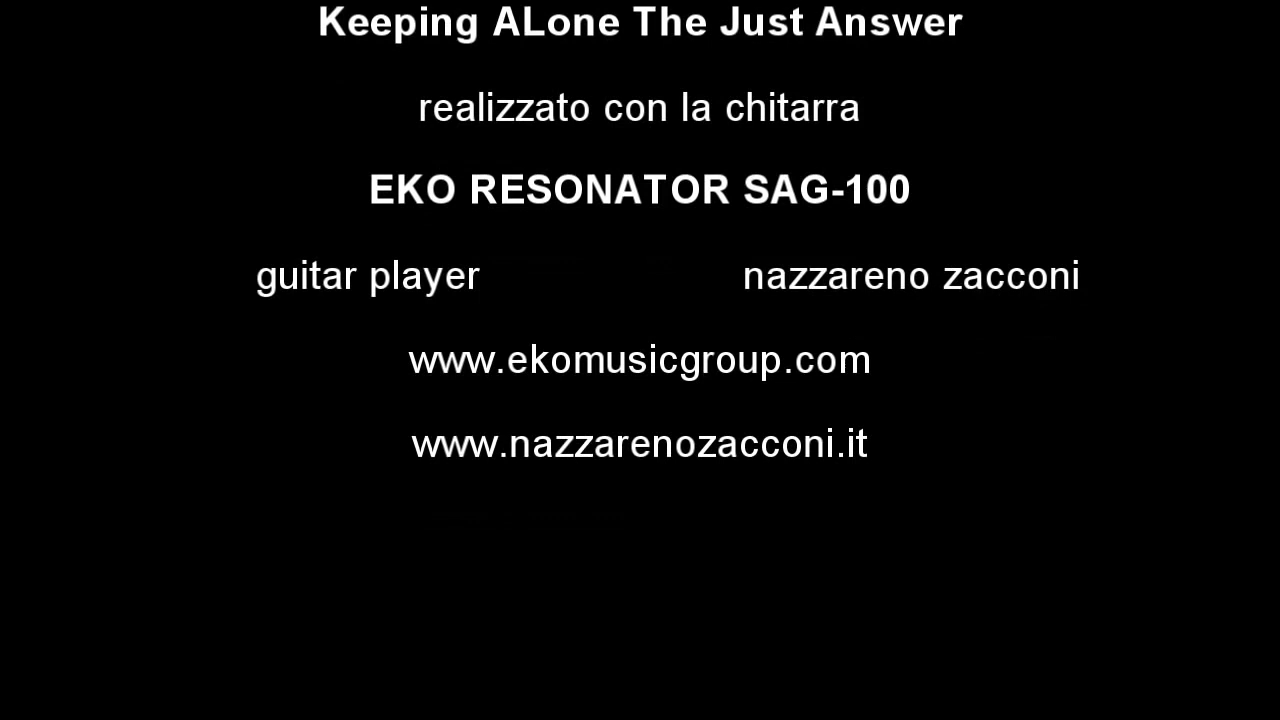 Keeping ALone The Just Answer
realizzato con la chitarra
EKO RESONATOR SAG-100
guitar player nazzareno zacconi
www.ekomusicgroup.com
www.nazzarenozacconi.it